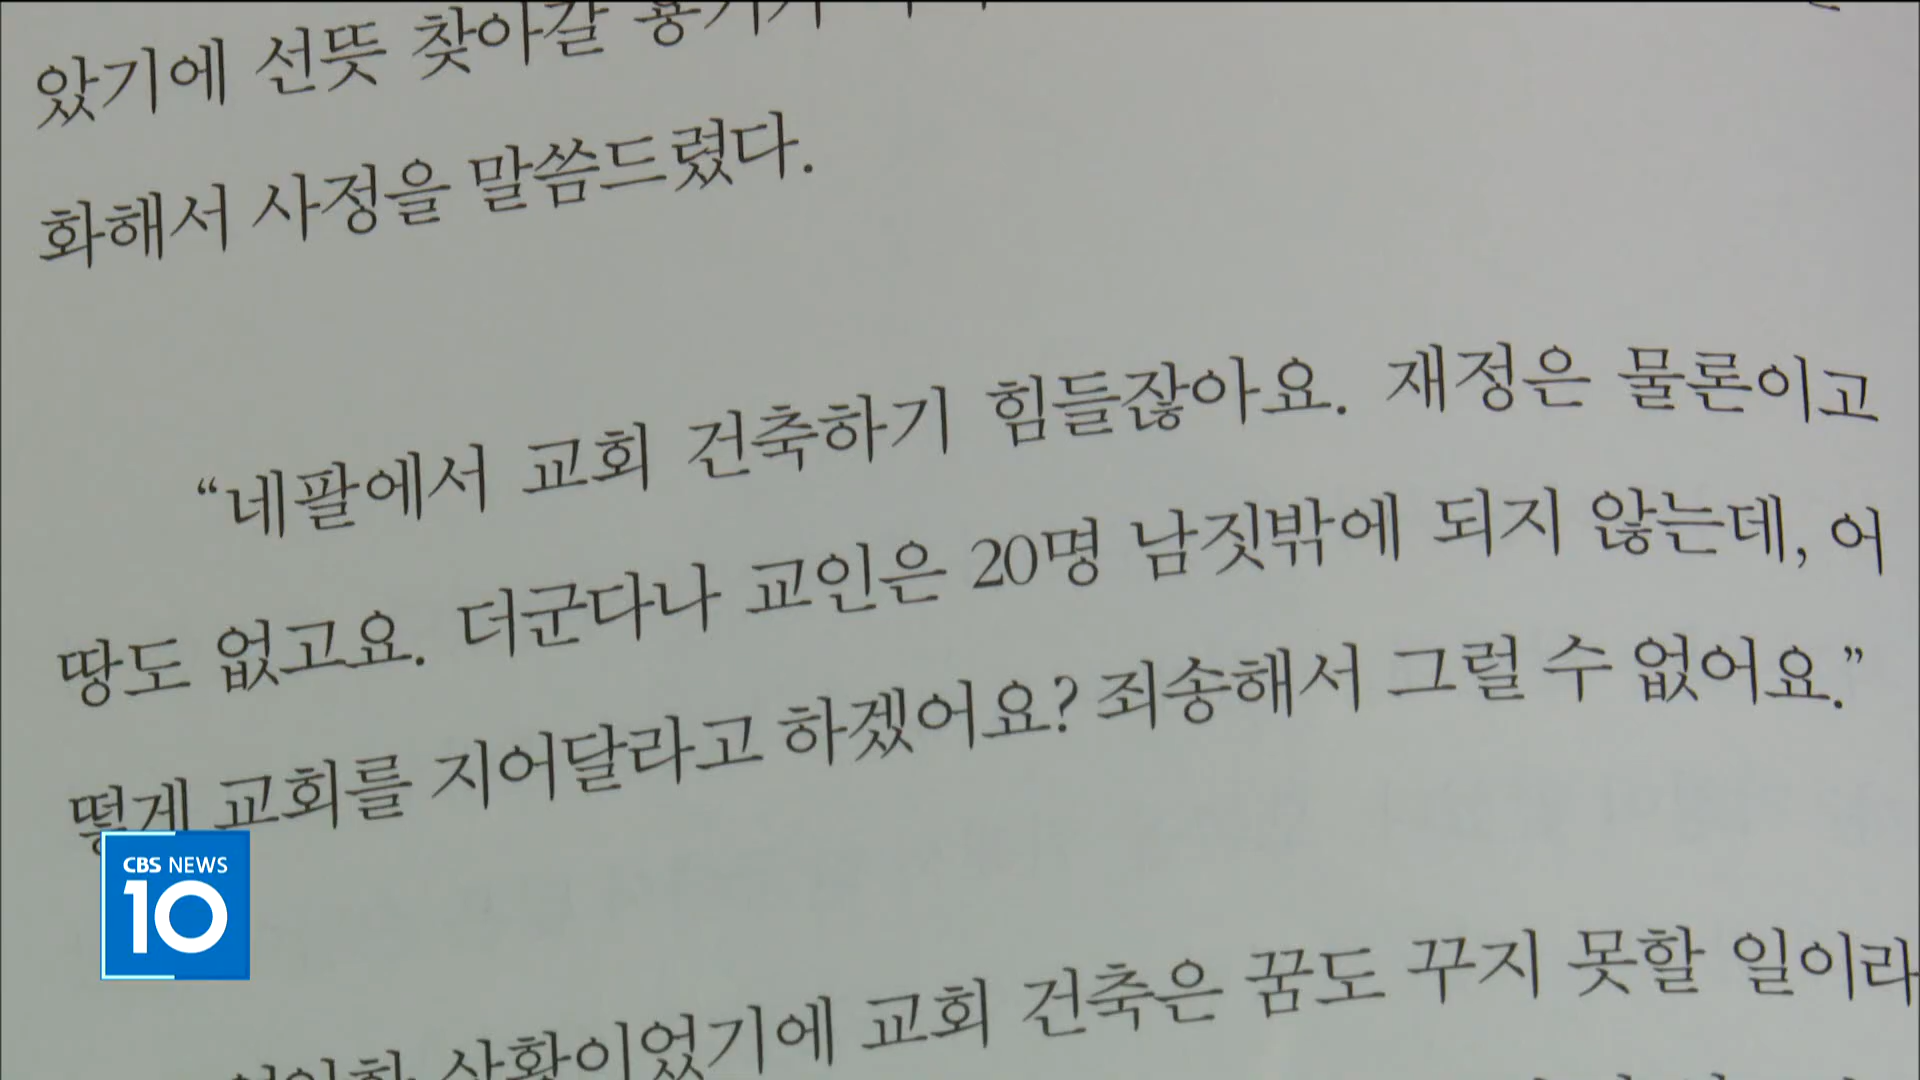 았기에 선뜻 찾아갈
화해서 사정을 말씀드렸다.
“네팔에서 교회 건축하기 힘들잖아요. 재정은 물론이고
땅도 없고요. 더군다나 교인은 20명 남짓밖에 되지 않는데, 어
떻게 교회를 지어달라고 하겠어요? 죄송해서 그럴 수 없어요.”
상황이었기에 교회 건축은 꿈도 꾸지 못할 일이라
CBS NEWS
10